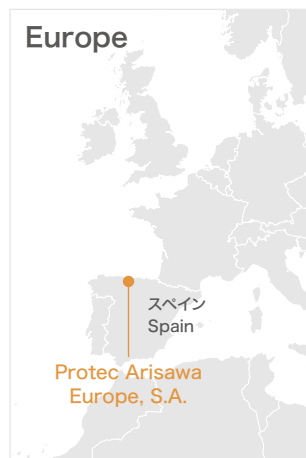 Europe
スペイン
Spain
Protec Arisawa
Europe, S.A.